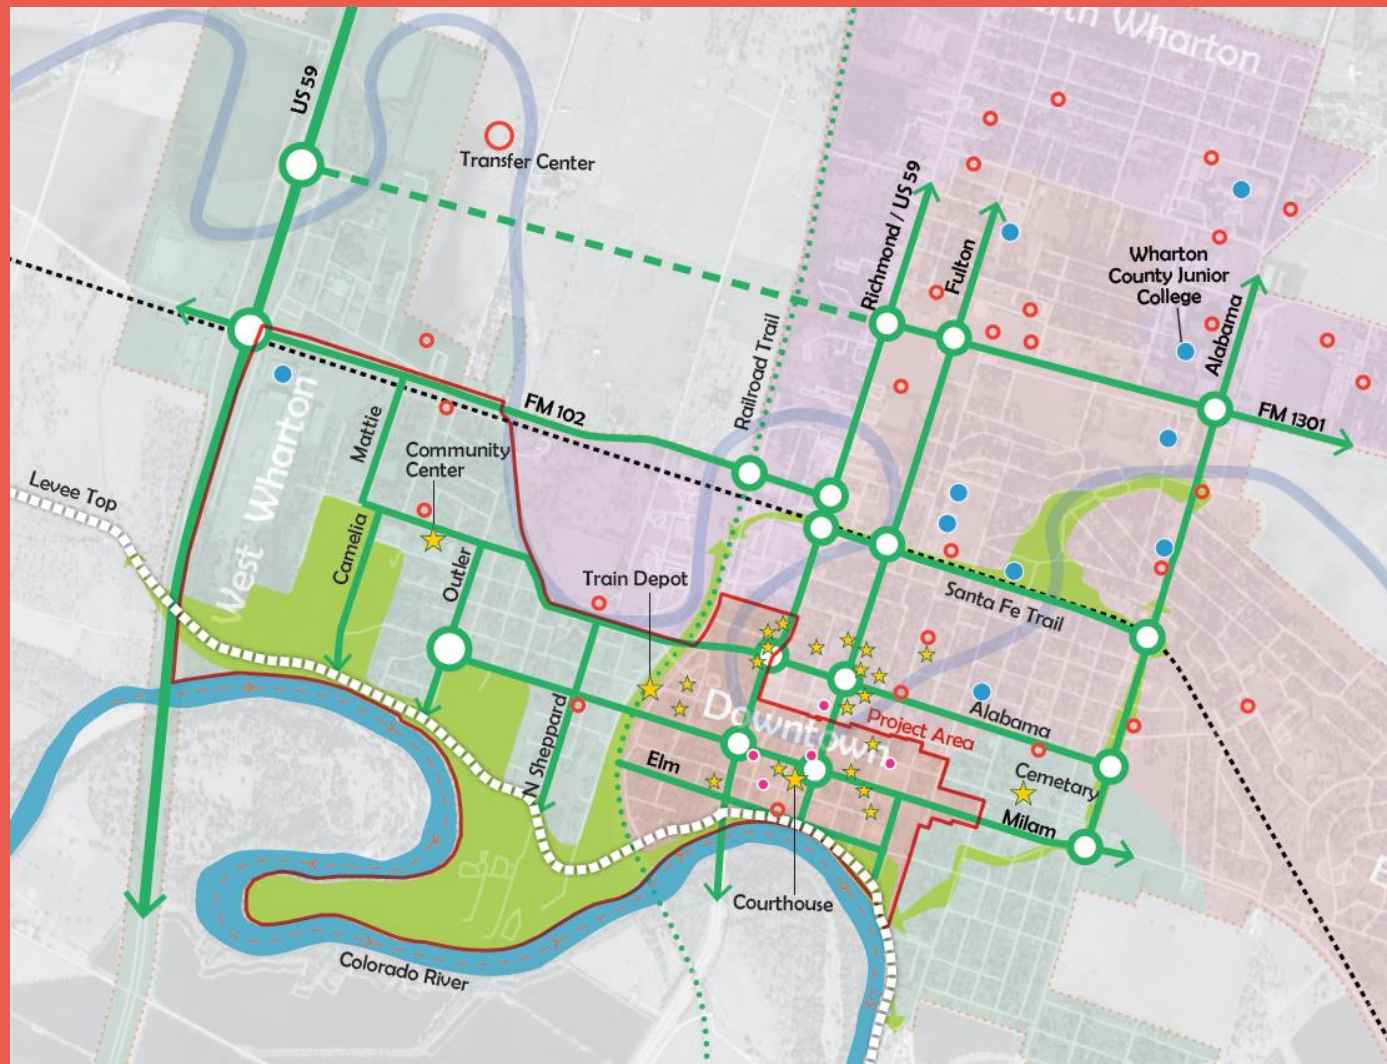 Wharton
US 59
Transfer Center
Richmond / US 59
Fulton
Wharton
County Junior
College
Alabama
Railroad Trail
FM 102
FM 1301
West Wharton
Mattie
Community
Center
Levee Top
Camelia
Outler
Train Depot
Santa Fe Trail
N Sheppard
Downtown
Project Area
Alabama
Elm
Cemetary
Milam
Courthouse
Colorado River